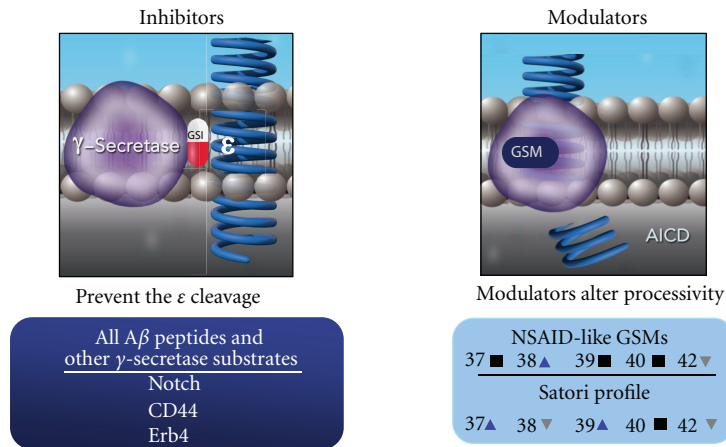 Inhibitors
γ-Secretase
GSI
ε
Prevent the ε cleavage
All Aβ peptides and
other γ-secretase substrates
Notch
CD44
Erb4
Modulators
GSM
AICD
Modulators alter processivity
NSAID-like GSMs
37■ 38▲ 39■ 40■ 42▼
Satori profile
37▲ 38▼ 39▲ 40■ 42▼